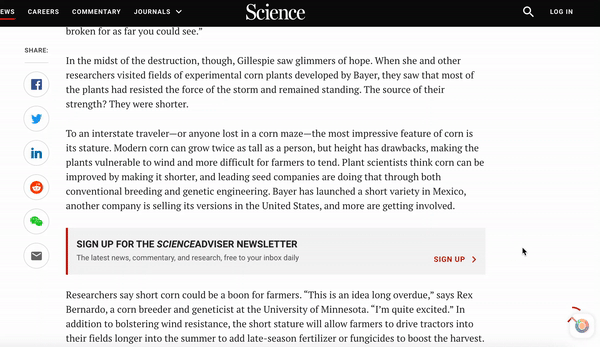 EWS
CAREERS
COMMENTARY
JOURNALS
Science
LOG IN
SHARE:
broken for as far you could see.”
In the midst of the destruction, though, Gillespie saw glimmers of hope. When she and other
researchers visited fields of experimental corn plants developed by Bayer, they saw that most of
the plants had resisted the force of the storm and remained standing. The source of their
strength? They were shorter.
To an interstate traveler—or anyone lost in a corn maze—the most impressive feature of corn is
its stature. Modern corn can grow twice as tall as a person, but height has drawbacks, making the
plants vulnerable to wind and more difficult for farmers to tend. Plant scientists think corn can be
improved by making it shorter, and leading seed companies are doing that through both
conventional breeding and genetic engineering. Bayer has launched a short variety in Mexico,
another company is selling its versions in the United States, and more are getting involved.
SIGN UP FOR THE SCIENCEADVISER NEWSLETTER
The latest news, commentary, and research, free to your inbox daily
SIGN UP
Researchers say short corn could be a boon for farmers. “This is an idea long overdue,” says Rex
Bernardo, a corn breeder and geneticist at the University of Minnesota. “I’m quite excited.” In
addition to bolstering wind resistance, the short stature will allow farmers to drive tractors into
their fields longer into the summer to add late-season fertilizer or fungicides to boost the harvest.